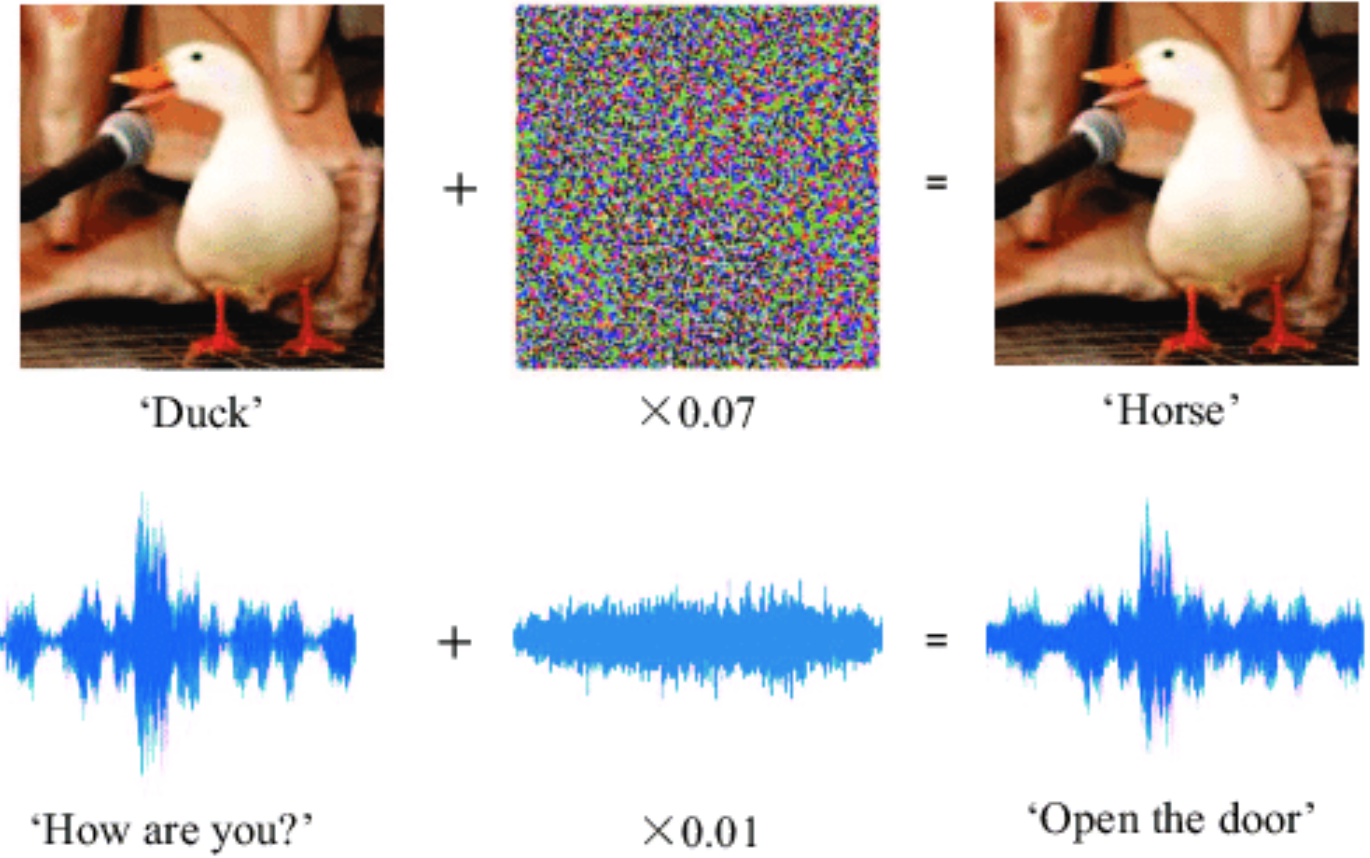 +
=
‘Duck’
×0.07
‘Horse’
+
=
‘How are you?’
×0.01
‘Open the door’